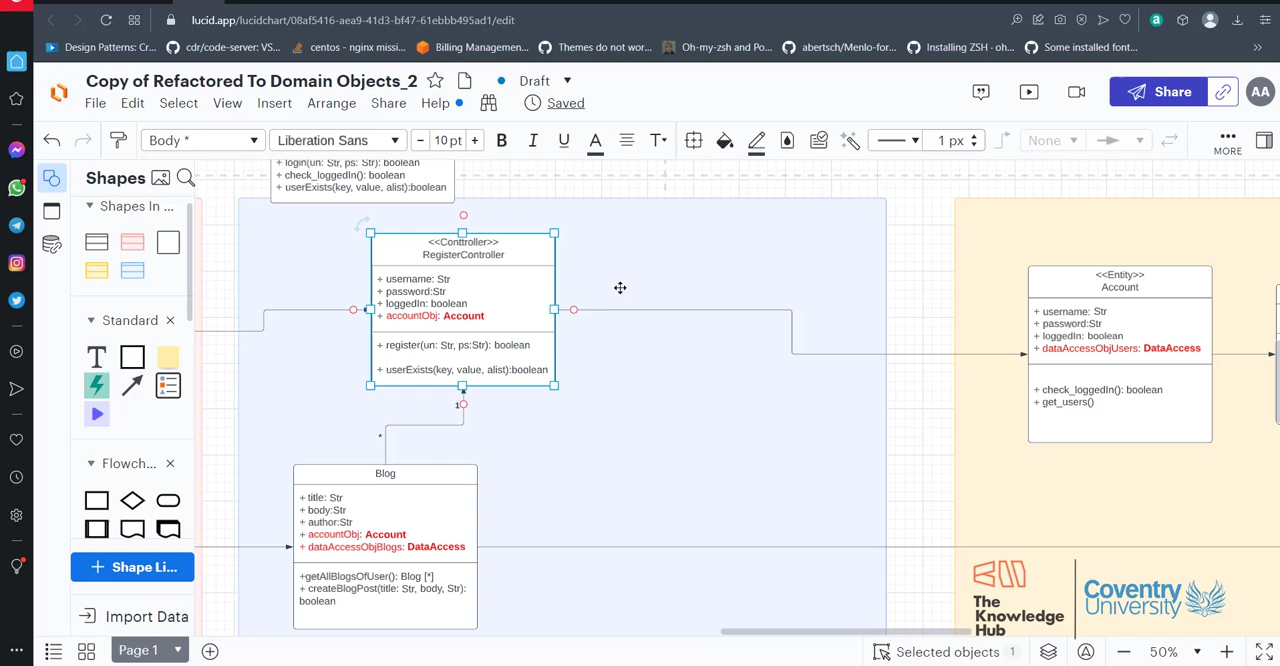 lucid.app/lucidchart/08af5416-aea9-41d3-bf47-61ebbb495ad1/edit
Design Patterns: Cr...
cdr/code-server: VS...
centos - nginx missi...
Billing Managemen...
Themes do not wor...
Oh-my-zsh and Po...
abertsch/Menlo-for...
Installing ZSH · oh...
Some installed font...
Copy of Refactored To Domain Objects_2
Draft
File Edit Select View Insert Arrange Share Help
Saved
Share
AA
Body *
Liberation Sans
- 10 pt +
B I U A
1 px
None
MORE
Shapes
Shapes In ...
Standard
Flowch...
+ Shape Li...
Import Data
+ login(un: Str, ps: Str): boolean
+ check_loggedIn(): boolean
+ userExists(key, value, alist):boolean
<<Conttroller>>
RegisterController
+ username: Str
+ password:Str
+ loggedIn: boolean
+ accountObj: Account
+ register(un: Str, ps:Str): boolean
+ userExists(key, value, alist):boolean
1
*
Blog
+ title: Str
+ body:Str
+ author:Str
+ accountObj: Account
+ dataAccessObjBlogs: DataAccess
+getAllBlogsOfUser(): Blog [*]
+ createBlogPost(title: Str, body, Str):
boolean
<<Entity>>
Account
+ username: Str
+ password:Str
+ loggedIn: boolean
+ dataAccessObjUsers: DataAccess
+ check_loggedIn(): boolean
+ get_users()
The
Knowledge
Hub
Coventry
University
Page 1
Selected objects 1
50%